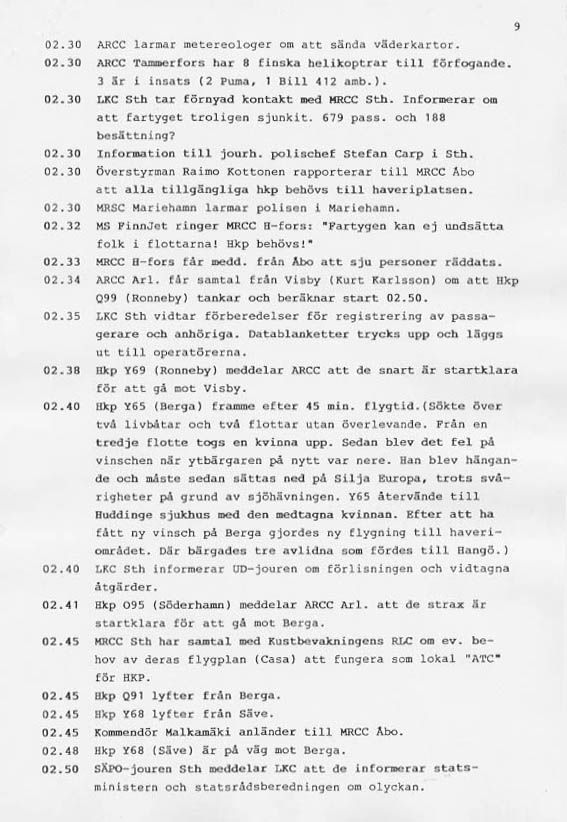 9
02.30 ARCC larmar metereologer om att sända väderkartor.
02.30 ARCC Tammerfors har 8 finska helikoptrar till förfogande.
3 är i insats (2 Puma, 1 Bill 412 amb.).
02.30 LKC Sth tar förnyad kontakt med MRCC Sth. Informerar om
att fartyget troligen sjunkit. 679 pass. och 188
besättning?
02.30 Information till jourh. polischef Stefan Carp i Sth.
02.30 Överstyrman Raimo Kottonen rapporterar till MRCC Åbo
att alla tillgängliga hkp behövs till haveriplatsen.
02.30 MRSC Mariehamn larmar polisen i Mariehamn.
02.32 MS FinnJet ringer MRCC H-fors: "Fartygen kan ej undsätta
folk i flottarna! Hkp behövs!"
02.33 MRCC H-fors får medd. från Åbo att sju personer räddats.
02.34 ARCC Arl. får samtal från Visby (Kurt Karlsson) om att Hkp
Q99 (Ronneby) tankar och beräknar start 02.50.
02.35 LKC Sth vidtar förberedelser för registrering av passa-
gerare och anhöriga. Datablanketter trycks upp och läggs
ut till operatörerna.
02.38 Hkp Y69 (Ronneby) meddelar ARCC att de snart är startklara
för att gå mot Visby.
02.40 Hkp Y65 (Berga) framme efter 45 min. flygtid.(Sökte över
två livbåtar och två flottar utan överlevande. Från en
tredje flotte togs en kvinna upp. Sedan blev det fel på
vinschen när ytbärgaren på nytt var nere. Han blev hängan-
de och måste sedan sättas ned på Silja Europa, trots svå-
righeter på grund av sjöhävningen. Y65 återvände till
Huddinge sjukhus med den medtagna kvinnan. Efter att ha
fått ny vinsch på Berga gjordes ny flygning till haveri-
området. Där bärgades tre avlidna som fördes till Hangö.)
02.40 LKC Sth informerar UD-jouren om förlisningen och vidtagna
åtgärder.
02.41 Hkp O95 (Söderhamn) meddelar ARCC Arl. att de strax är
startklara för att gå mot Berga.
02.45 MRCC Sth har samtal med Kustbevakningens RLC om ev. be-
hov av deras flygplan (Casa) att fungera som lokal "ATC"
för HKP.
02.45 Hkp Q91 lyfter från Berga.
02.45 Hkp Y68 lyfter från Säve.
02.45 Kommendör Malkamäki anländer till MRCC Åbo.
02.48 Hkp Y68 (Säve) är på väg mot Berga.
02.50 SÄPO-jouren Sth meddelar LKC att de informerar stats-
ministern och statsrådsberedningen om olyckan.